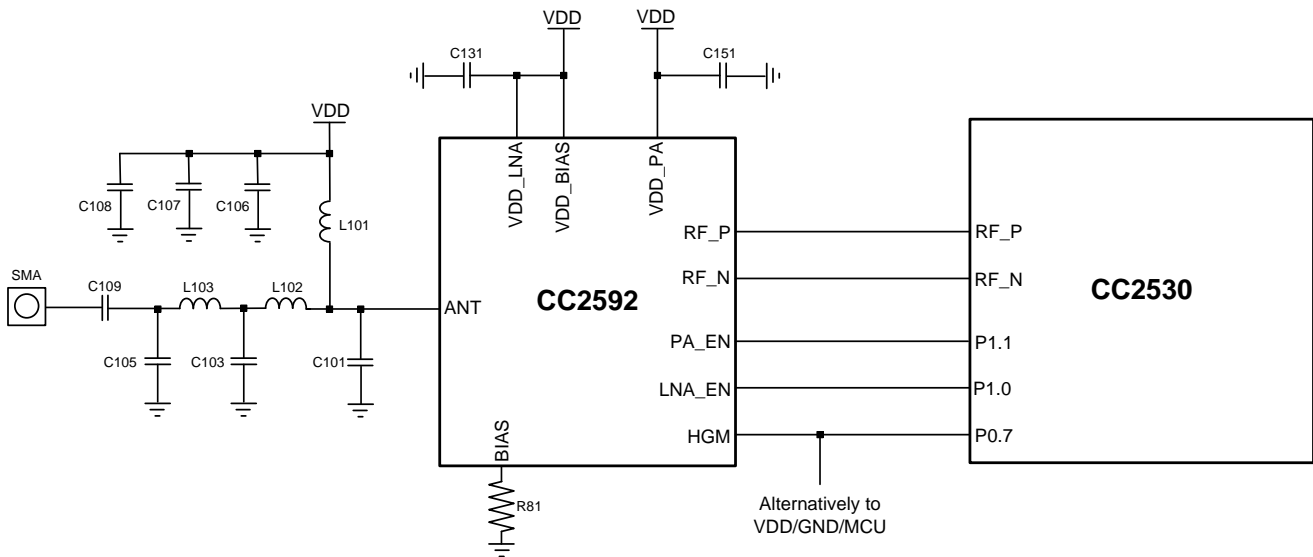 VDD
VDD
C131
C151
VDD
VDD_LNA
VDD_BIAS
VDD_PA
C108
C107
C106
L101
RF_P
RF_P
SMA
C109
L103
L102
RF_N
RF_N
ANT
CC2592
CC2530
C105
C103
C101
PA_EN
P1.1
LNA_EN
P1.0
HGM
P0.7
BIAS
R81
Alternatively to
VDD/GND/MCU